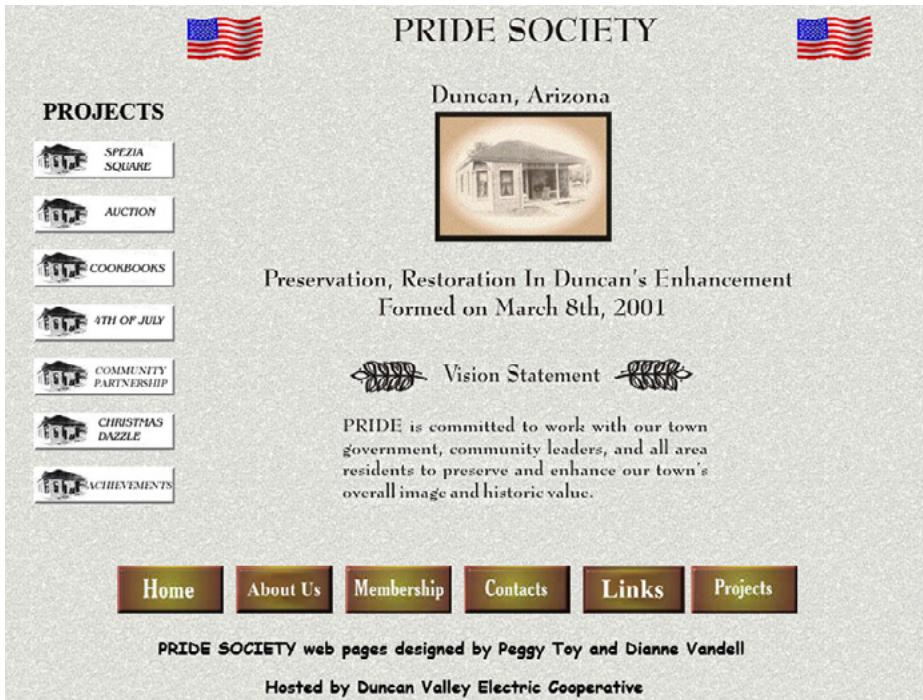 PRIDE SOCIETY
Duncan, Arizona
PROJECTS
SPEZIA
SQUARE
AUCTION
COOKBOOKS
4TH OF JULY
COMMUNITY
PARTNERSHIP
CHRISTMAS
DAZZLE
ACHIEVEMENTS
Preservation, Restoration In Duncan's Enhancement
Formed on March 8th, 2001
Vision Statement
PRIDE is committed to work with our town
government, community leaders, and all area
residents to preserve and enhance our town's
overall image and historic value.
Home
About Us
Membership
Contacts
Links
Projects
PRIDE SOCIETY web pages designed by Peggy Toy and Dianne Vandell
Hosted by Duncan Valley Electric Cooperative